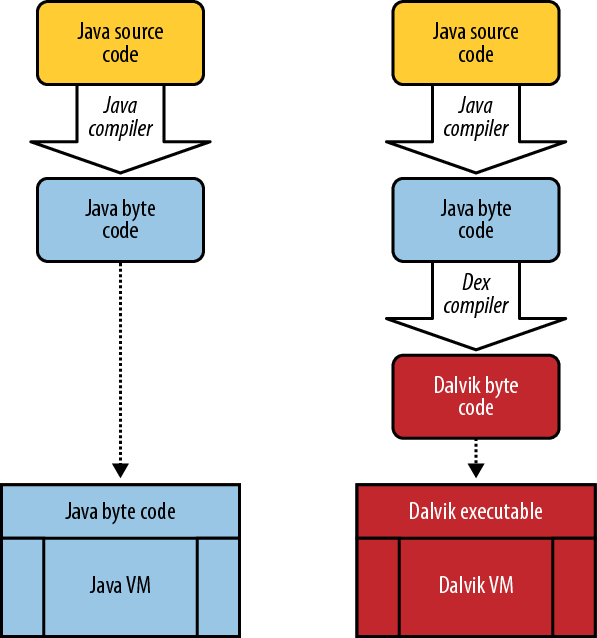 Java source
code
Java
compiler
Java byte
code
Java byte code
Java VM
Java source
code
Java
compiler
Java byte
code
Dex
compiler
Dalvik byte
code
Dalvik executable
Dalvik VM